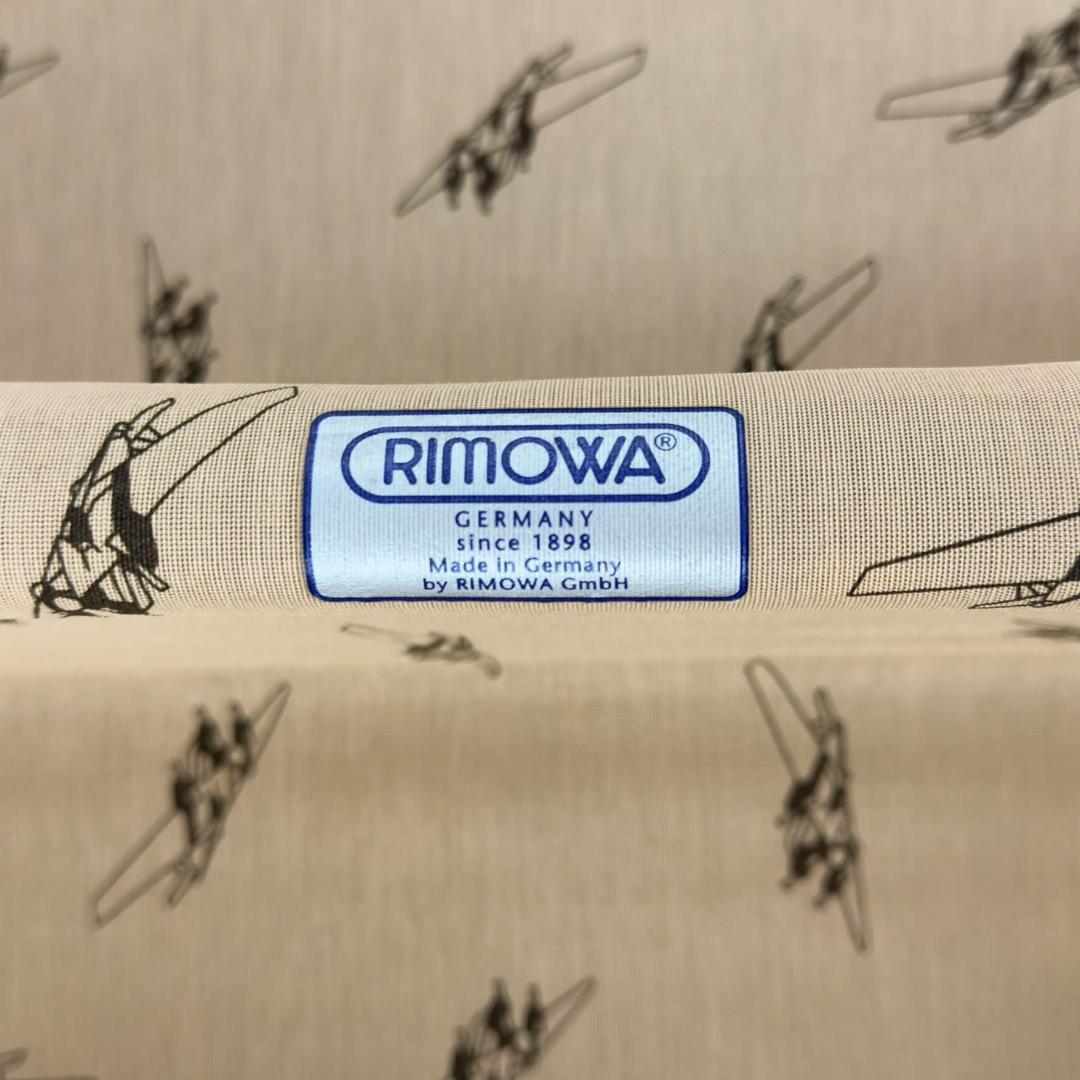 RIMOWA®
GERMANY
since 1898
Made in Germany
by RIMOWA GmbH